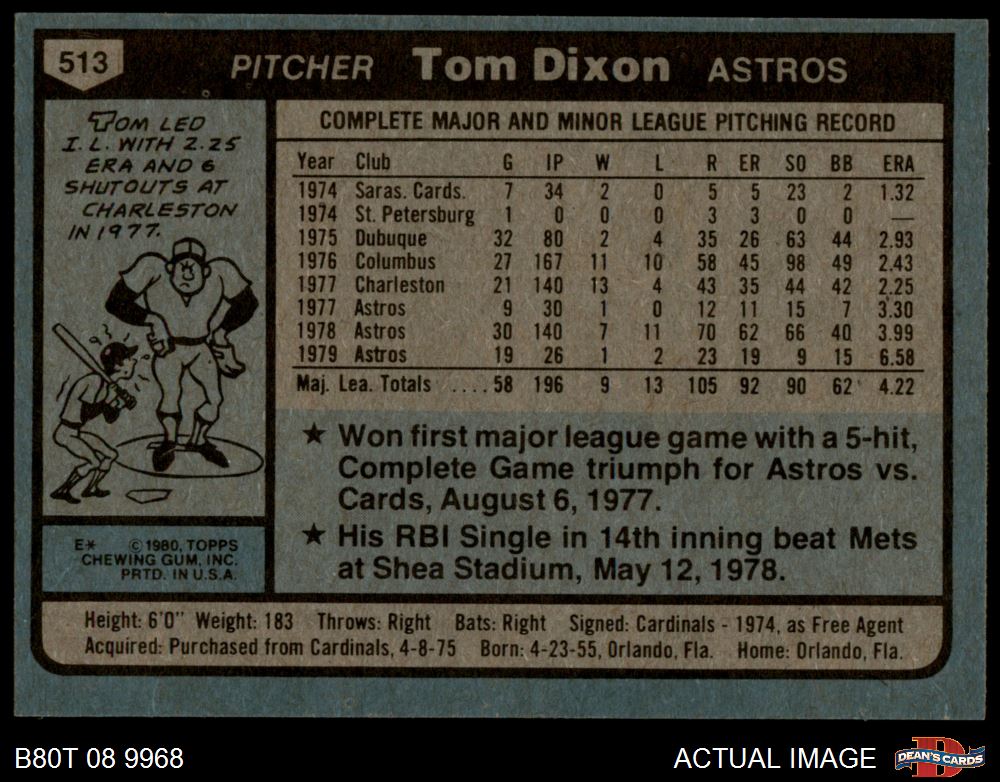 513
PITCHER Tom Dixon ASTROS
TOM LED
I.L. WITH 2.25
ERA AND 6
SHUTOUTS AT
CHARLESTON
IN 1977.
COMPLETE MAJOR AND MINOR LEAGUE PITCHING RECORD
Year Club G IP W L R ER SO BB ERA
1974 Saras. Cards. 7 34 2 0 5 5 23 2 1.32
1974 St. Petersburg 1 0 0 0 3 3 0 0 —
1975 Dubuque 32 80 2 4 35 26 63 44 2.93
1976 Columbus 27 167 11 10 58 45 98 49 2.43
1977 Charleston 21 140 13 4 43 35 44 42 2.25
1977 Astros 9 30 1 0 12 11 15 7 3.30
1978 Astros 30 140 7 11 70 62 66 40 3.99
1979 Astros 19 26 1 2 23 19 9 15 6.58
Maj. Lea. Totals ....58 196 9 13 105 92 90 62 4.22
★ Won first major league game with a 5-hit,
Complete Game triumph for Astros vs.
Cards, August 6, 1977.
★ His RBI Single in 14th inning beat Mets
at Shea Stadium, May 12, 1978.
E* © 1980, TOPPS
CHEWING GUM, INC.
PRTD. IN U.S.A.
Height: 6'0" Weight: 183 Throws: Right Bats: Right Signed: Cardinals - 1974, as Free Agent
Acquired: Purchased from Cardinals, 4-8-75 Born: 4-23-55, Orlando, Fla. Home: Orlando, Fla.
B80T 08 9968
ACTUAL IMAGE
D
DEAN'S CARDS